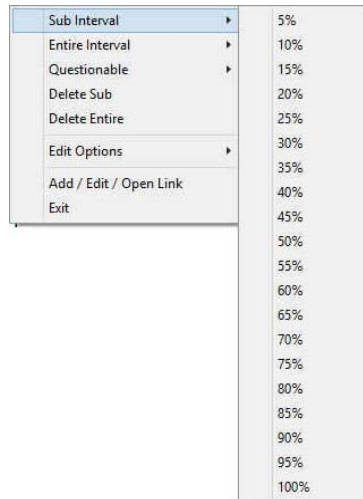 Sub Interval
Entire Interval
Questionable
Delete Sub
Delete Entire
Edit Options
Add / Edit / Open Link
Exit
5%
10%
15%
20%
25%
30%
35%
40%
45%
50%
55%
60%
65%
70%
75%
80%
85%
90%
95%
100%